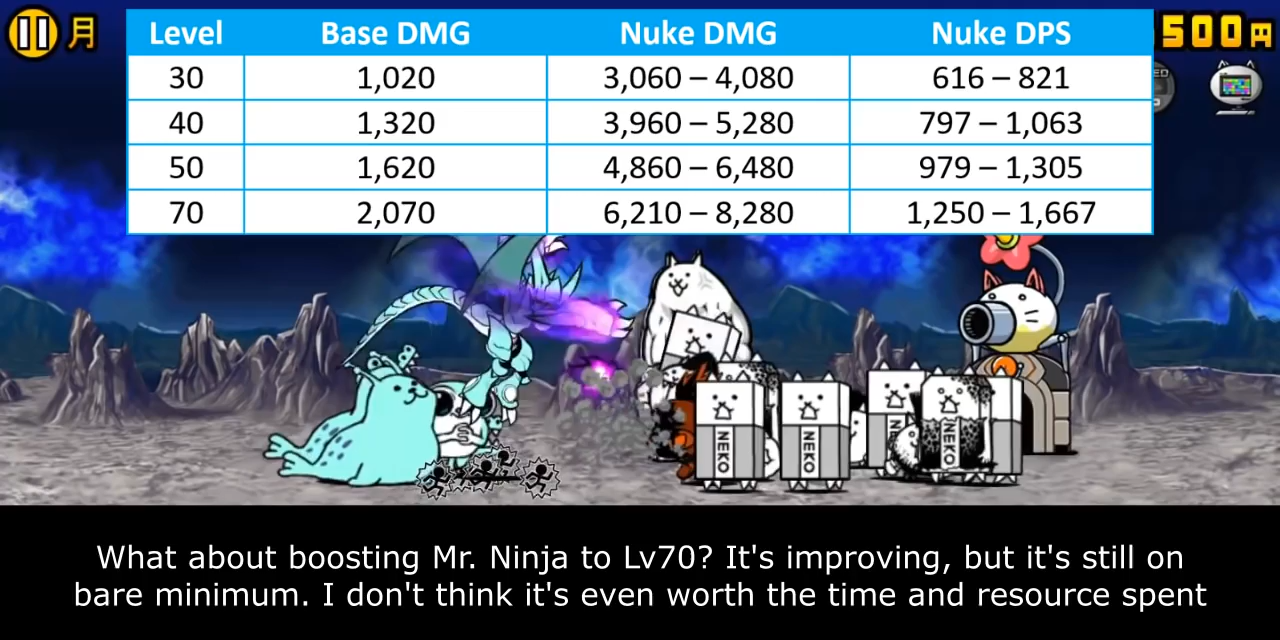 月
500円
Level Base DMG Nuke DMG Nuke DPS
30 1,020 3,060 – 4,080 616 – 821
40 1,320 3,960 – 5,280 797 – 1,063
50 1,620 4,860 – 6,480 979 – 1,305
70 2,070 6,210 – 8,280 1,250 – 1,667
NEKO
NEKO
N
NEKO
What about boosting Mr. Ninja to Lv70? It's improving, but it's still on
bare minimum. I don't think it's even worth the time and resource spent